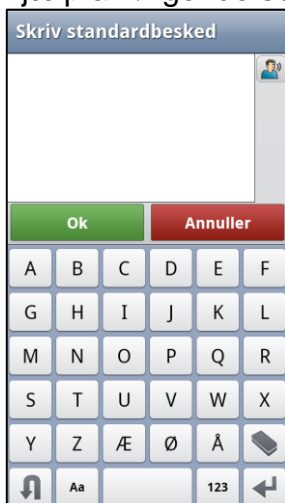 Skriv standardbesked
Ok Annuller
A B C D E F
G H I J K L
M N O P Q R
S T U V W X
Y Z Æ Ø Å
Aa 123